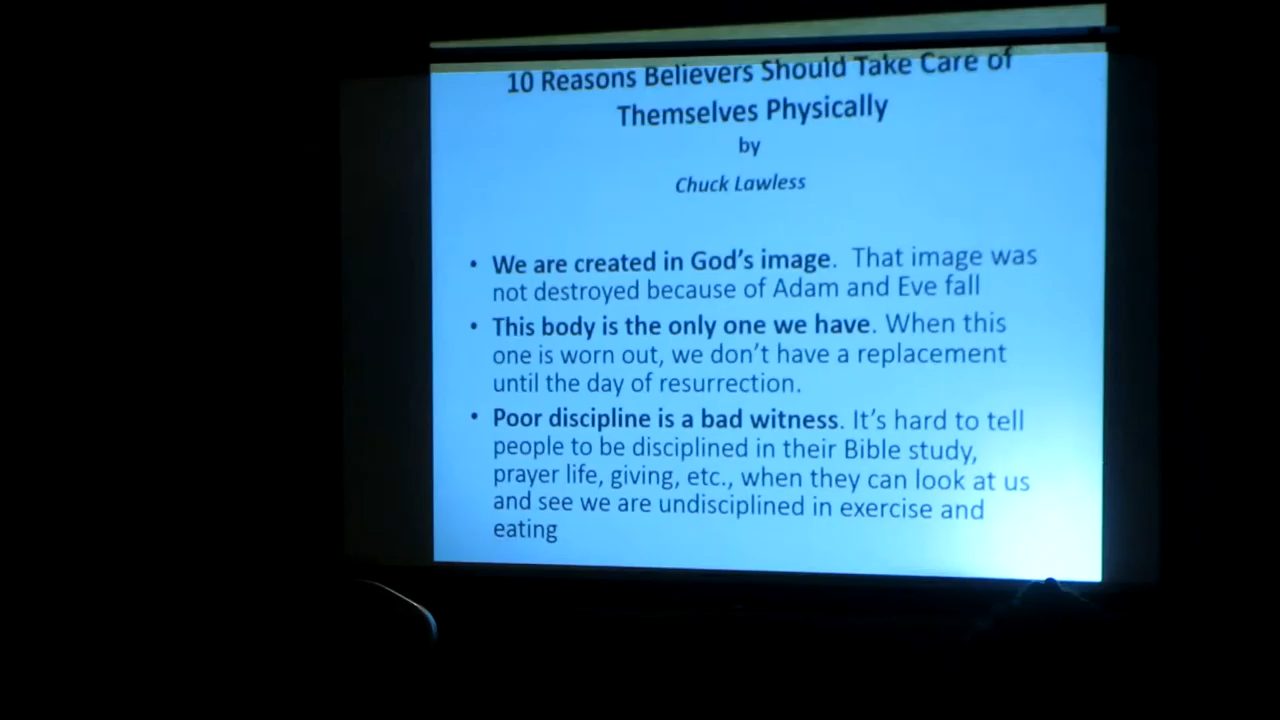 10 Reasons Believers Should Take Care of
Themselves Physically
by
Chuck Lawless
• We are created in God's image. That image was
not destroyed because of Adam and Eve fall
• This body is the only one we have. When this
one is worn out, we don't have a replacement
until the day of resurrection.
• Poor discipline is a bad witness. It's hard to tell
people to be disciplined in their Bible study,
prayer life, giving, etc., when they can look at us
and see we are undisciplined in exercise and
eating